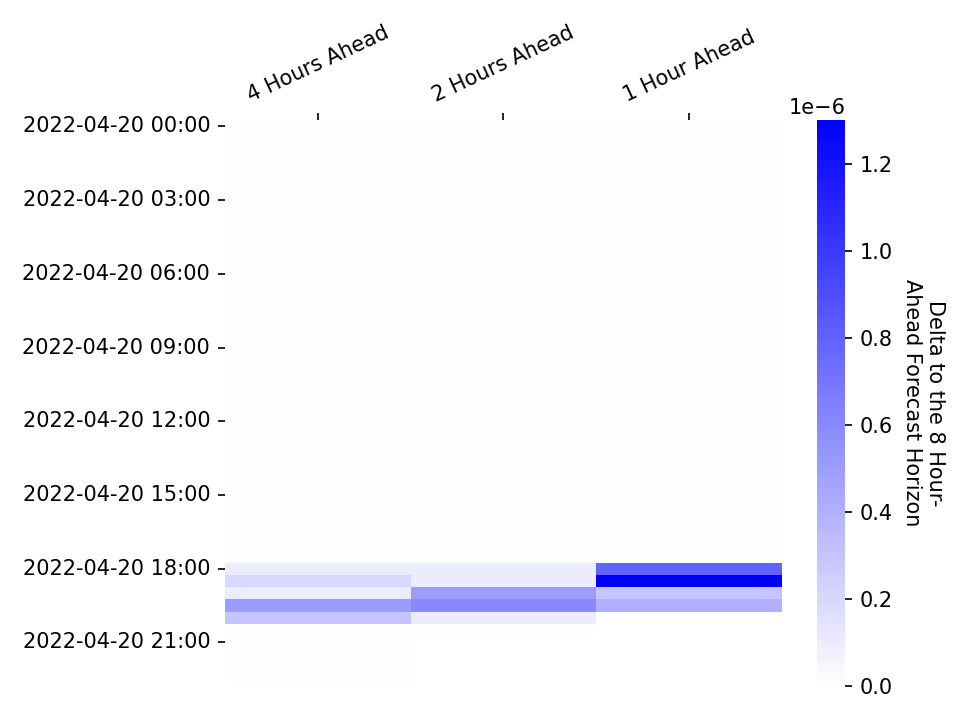 4 Hours Ahead
2 Hours Ahead
1 Hour Ahead
2022-04-20 00:00
2022-04-20 03:00
2022-04-20 06:00
2022-04-20 09:00
2022-04-20 12:00
2022-04-20 15:00
2022-04-20 18:00
2022-04-20 21:00
1e−6
1.2
1.0
0.8
0.6
0.4
0.2
0.0
Delta to the 8 Hour-
Ahead Forecast Horizon